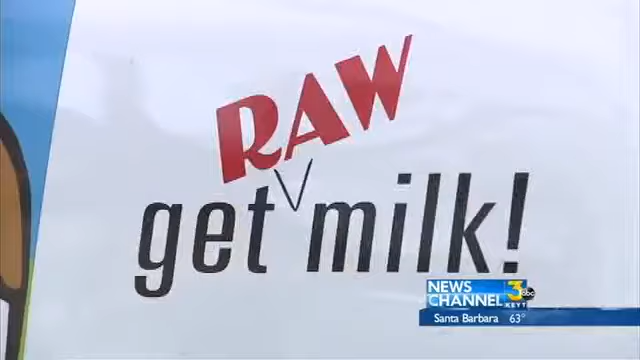 RAW
get milk!
NEWS
CHANNEL 3 abc
KEYT
Santa Barbara 63°